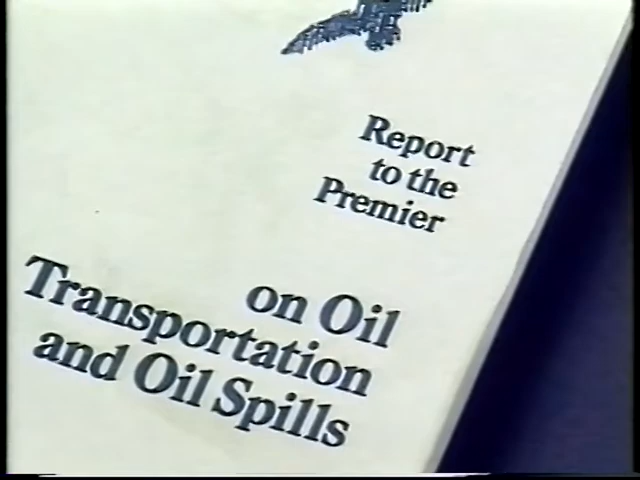 Report
to the
Premier
on Oil
Transportation
and Oil Spills